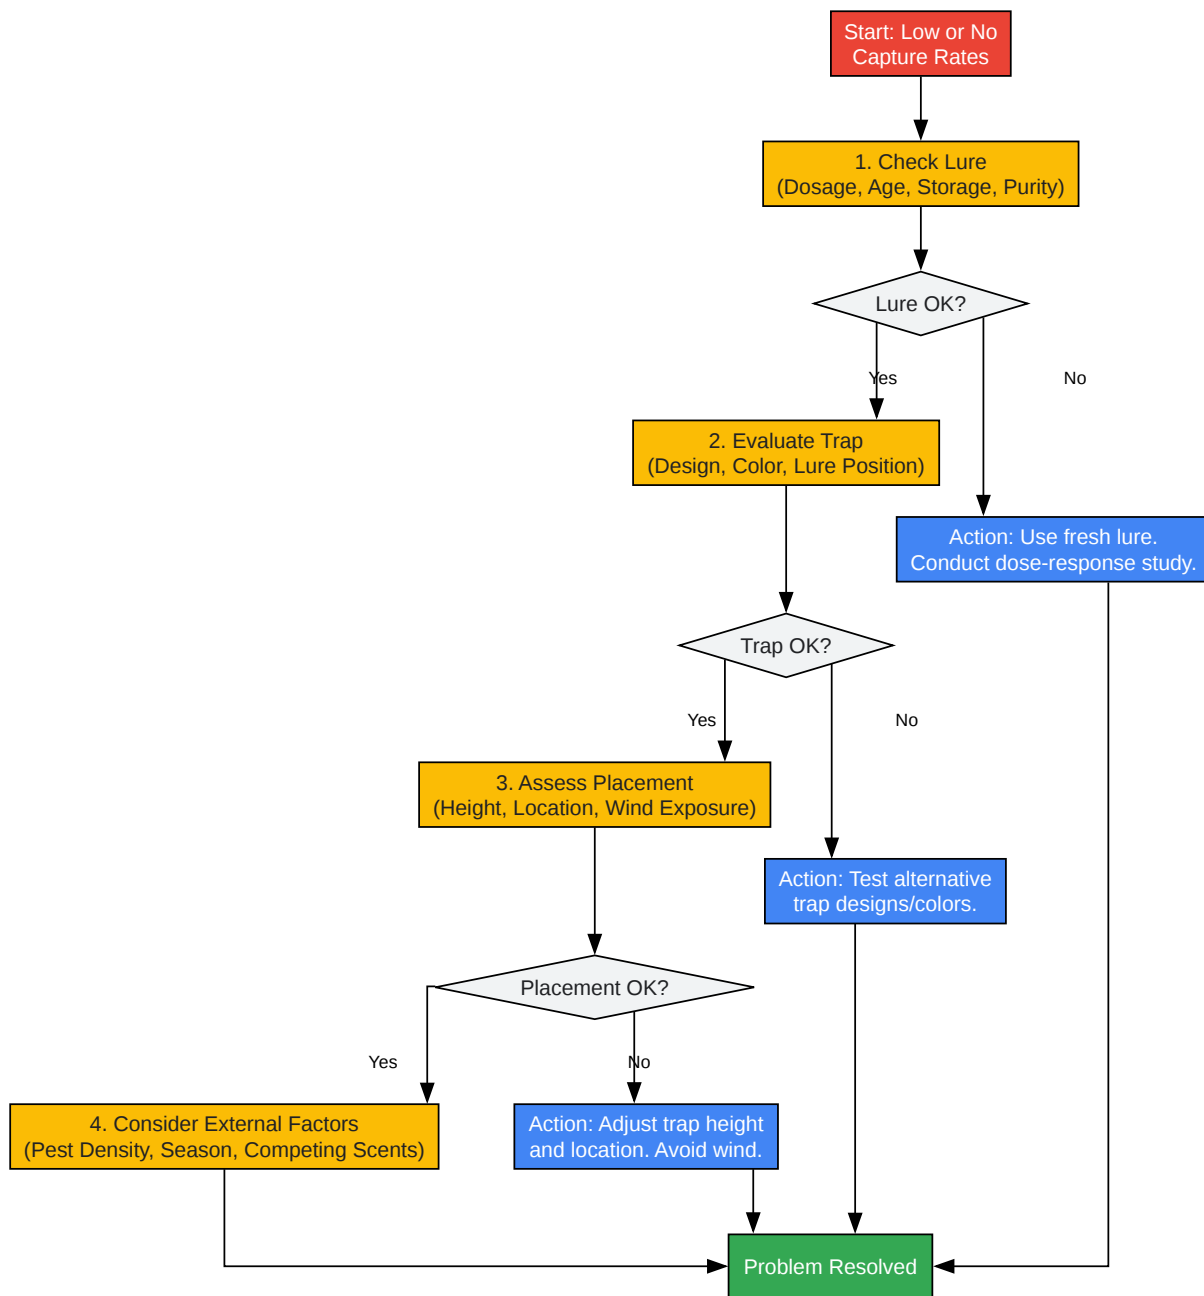 Start: Low or No
Capture Rates
1. Check Lure
(Dosage, Age, Storage, Purity)
Lure OK?
Yes
No
2. Evaluate Trap
(Design, Color, Lure Position)
Action: Use fresh lure.
Conduct dose-response study.
Trap OK?
Yes
No
3. Assess Placement
(Height, Location, Wind Exposure)
Action: Test alternative
trap designs/colors.
Placement OK?
Yes
No
4. Consider External Factors
(Pest Density, Season, Competing Scents)
Action: Adjust trap height
and location. Avoid wind.
Problem Resolved